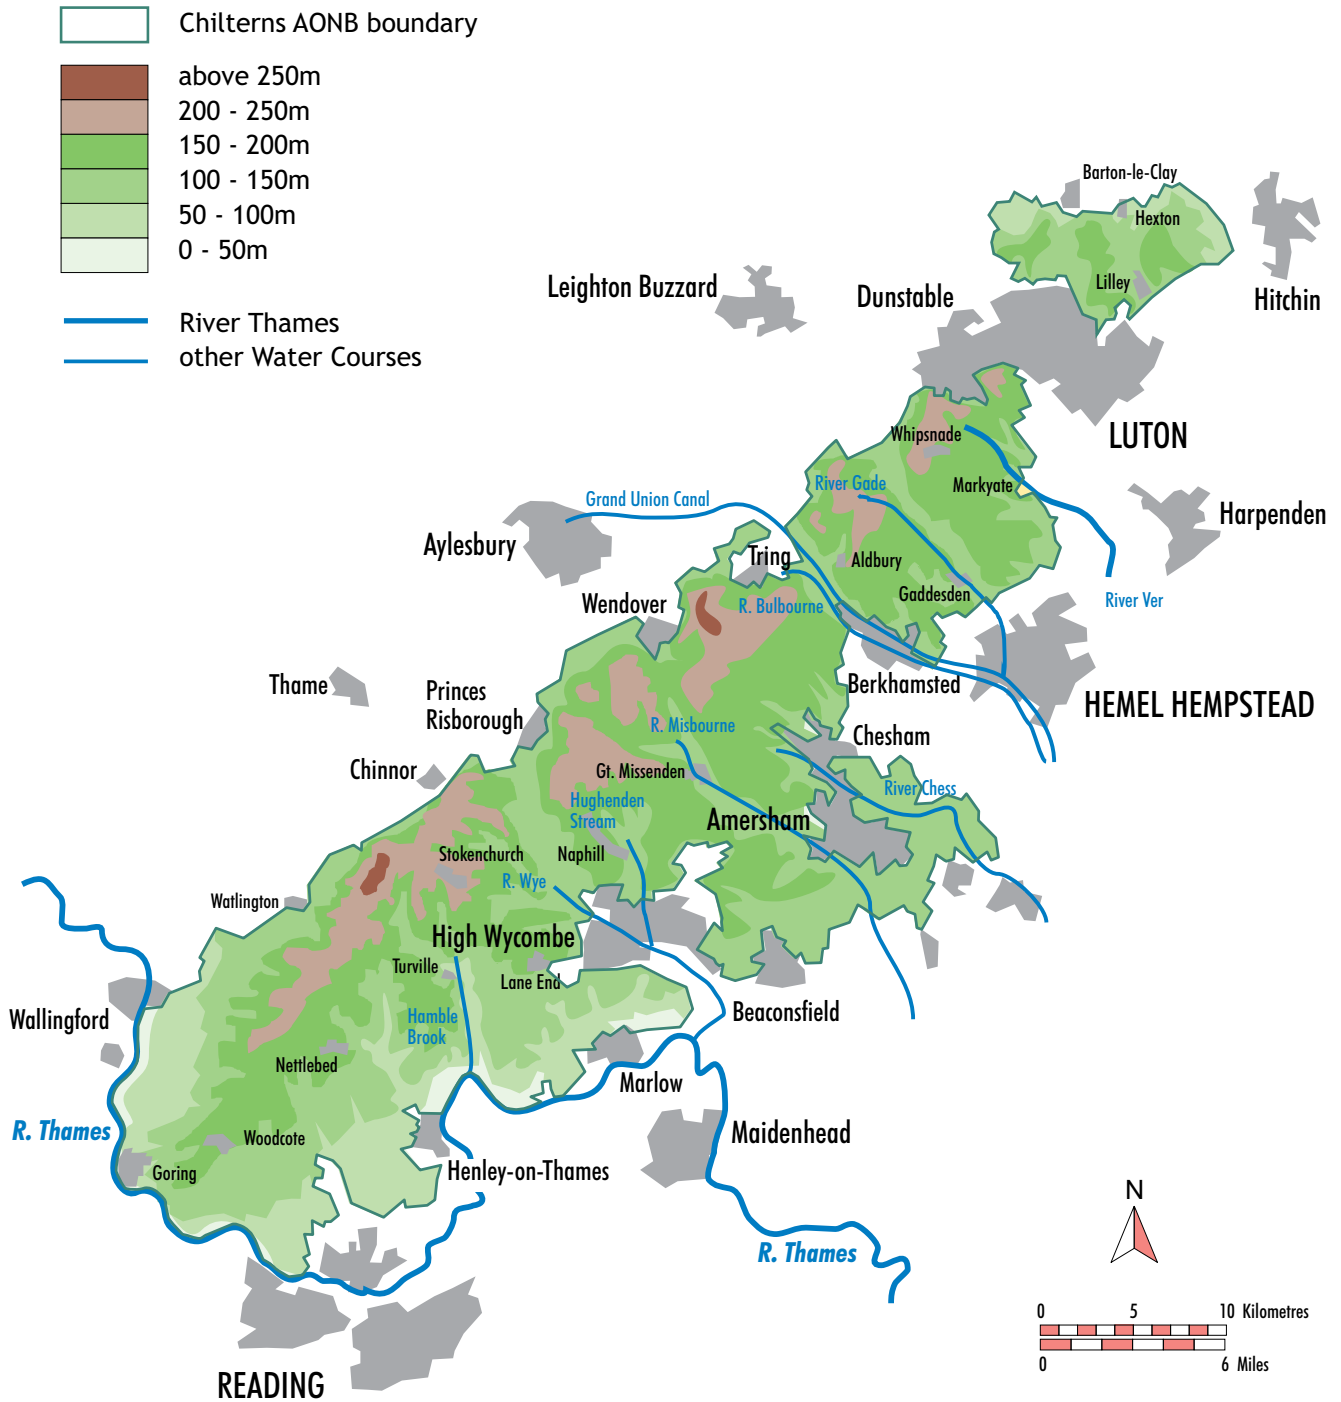 Chilterns AONB boundary
above 250m
200 - 250m
150 - 200m
100 - 150m
50 - 100m
0 - 50m
River Thames
other Water Courses
Barton-le-Clay
Hexton
Lilley
Hitchin
Leighton Buzzard
Dunstable
LUTON
Whipsnade
Markyate
Harpenden
River Gade
Grand Union Canal
Aylesbury
Tring
Aldbury
Gaddesden
River Ver
Wendover
R. Bulbourne
Thame
Princes
Risborough
Berkhamsted
HEMEL HEMPSTEAD
R. Misbourne
Chesham
Chinnor
Gt. Missenden
River Chess
Hughenden
Stream
Amersham
Stokenchurch
Naphill
R. Wye
Watlington
High Wycombe
Turville
Lane End
Wallingford
Hamble
Brook
Beaconsfield
Nettlebed
Marlow
R. Thames
Woodcote
Maidenhead
Goring
Henley-on-Thames
R. Thames
READING
N
0 5 10 Kilometres
0 6 Miles